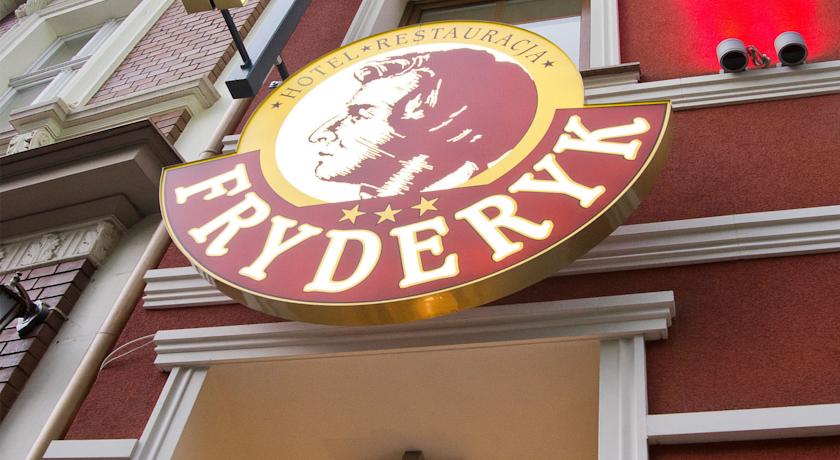 ★ HOTEL ★ RESTAURACJA ★
★ ★ ★
FRYDERYK